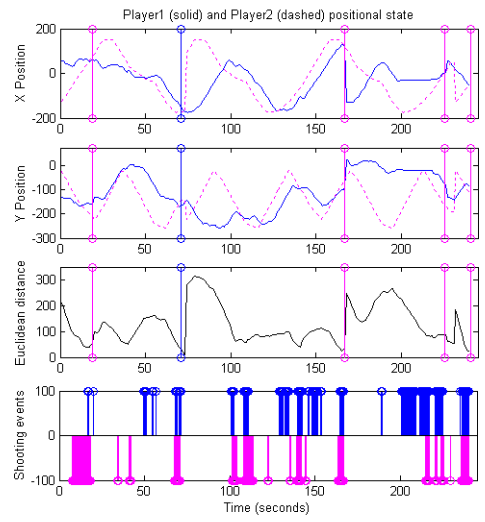 Player1 (solid) and Player2 (dashed) positional state
200
0
-200
X Position
0 50 100 150 200
0
-100
-200
-300
Y Position
0 50 100 150 200
300
200
100
0
Euclidean distance
0 50 100 150 200
100
0
-100
Shooting events
0 50 100 150 200
Time (seconds)